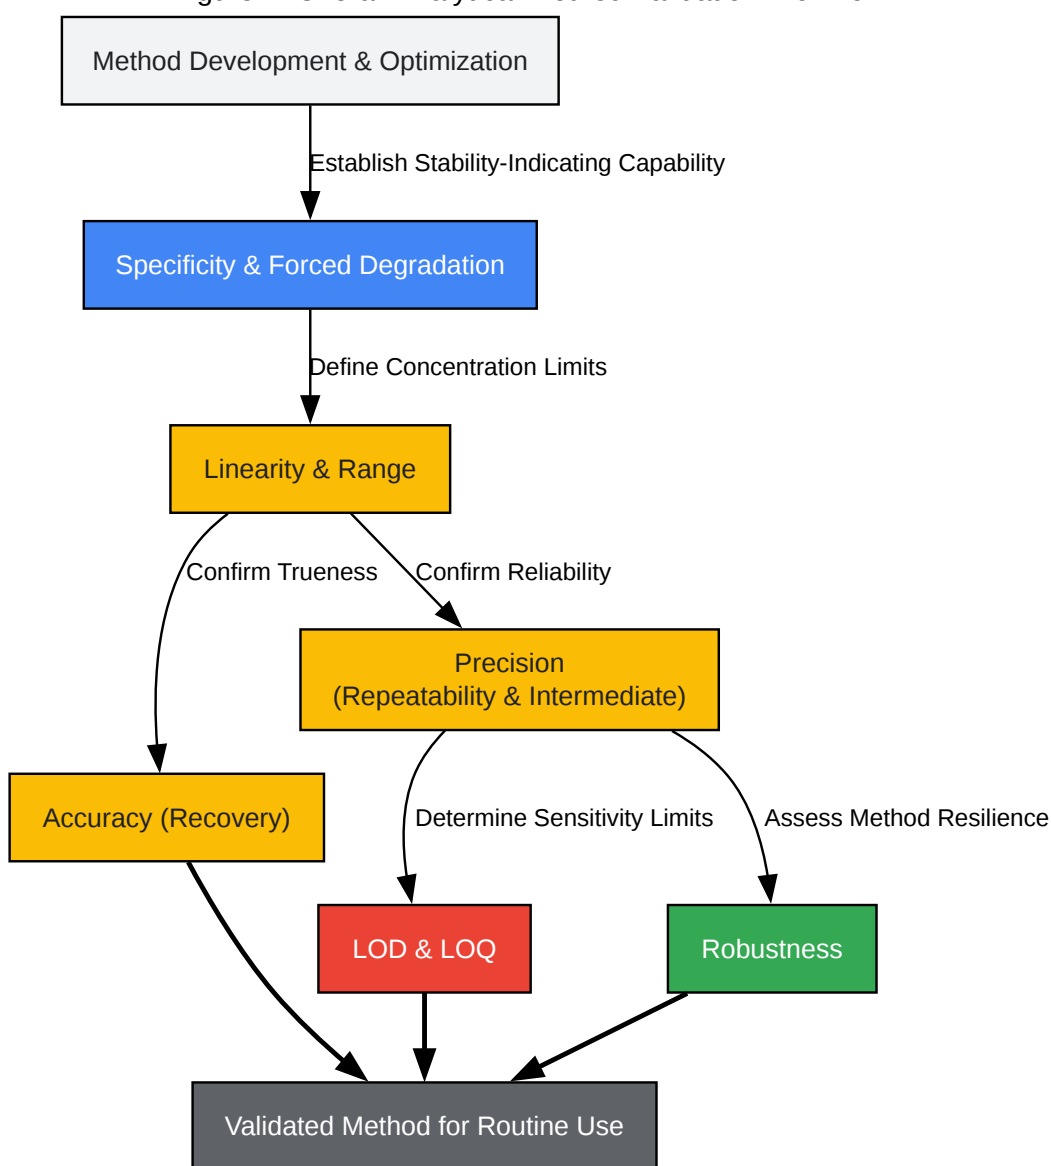 Method Development & Optimization
Establish Stability-Indicating Capability
Specificity & Forced Degradation
Define Concentration Limits
Linearity & Range
Confirm Trueness
Confirm Reliability
Precision
(Repeatability & Intermediate)
Accuracy (Recovery)
Determine Sensitivity Limits
Assess Method Resilience
LOD & LOQ
Robustness
Validated Method for Routine Use